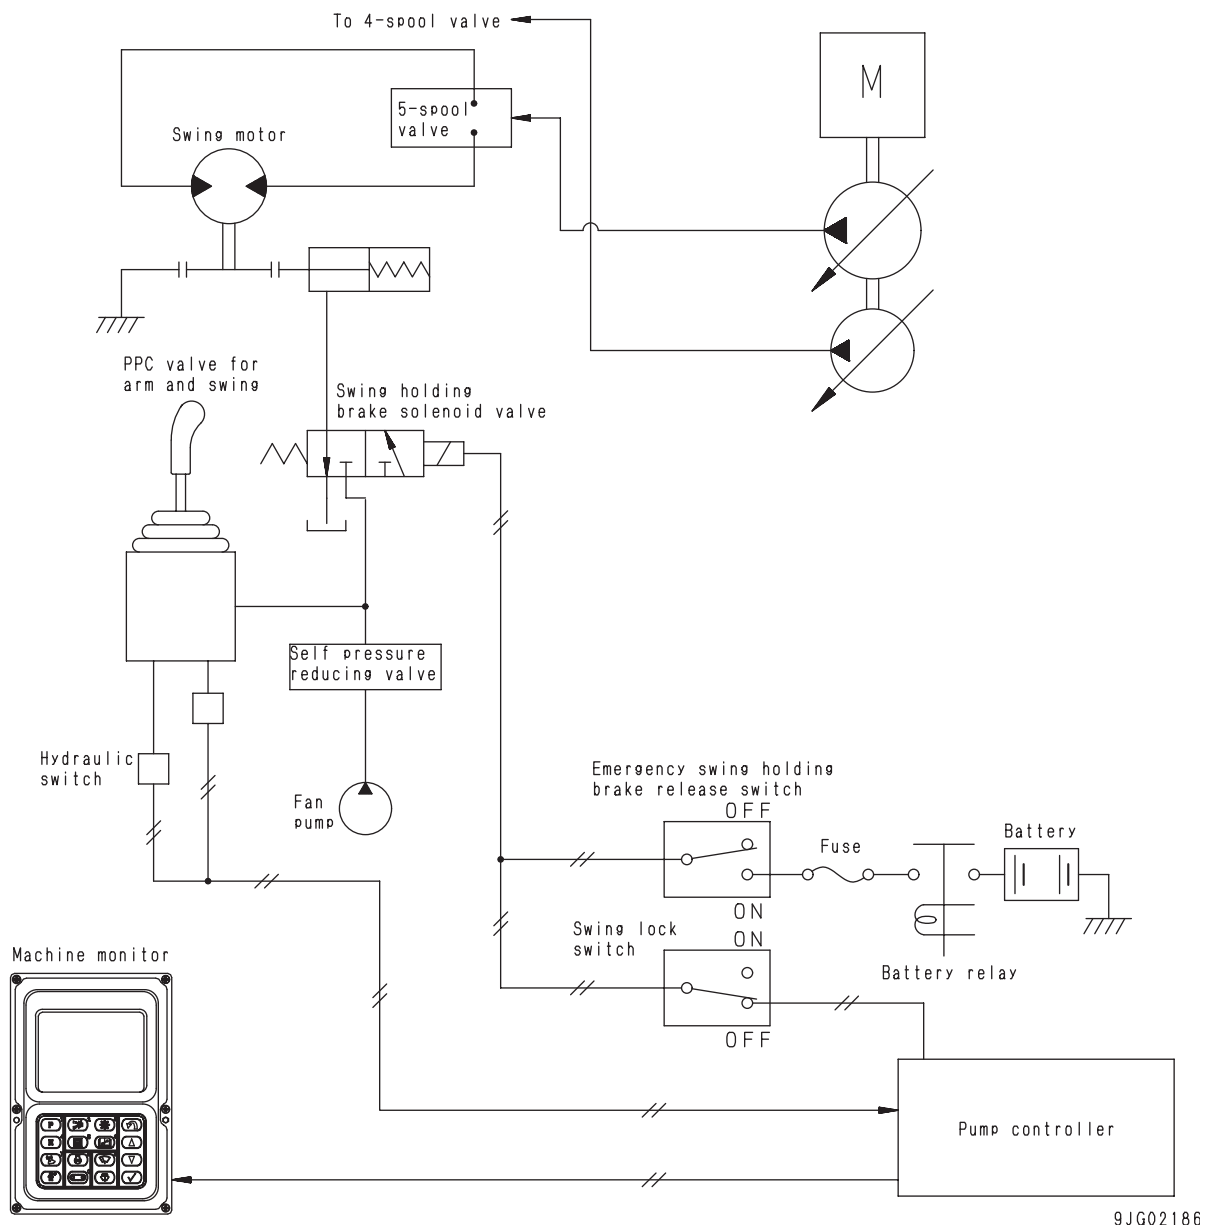 To 4-spool valve
M
5-spool
valve
Swing motor
PPC valve for
arm and swing
Swing holding
brake solenoid valve
Self pressure
reducing valve
Hydraulic
switch
Fan
pump
Emergency swing holding
brake release switch
OFF
Fuse
Battery
ON
Swing lock
switch
ON
Battery relay
OFF
Machine monitor
Pump controller
P
E
9JG02186